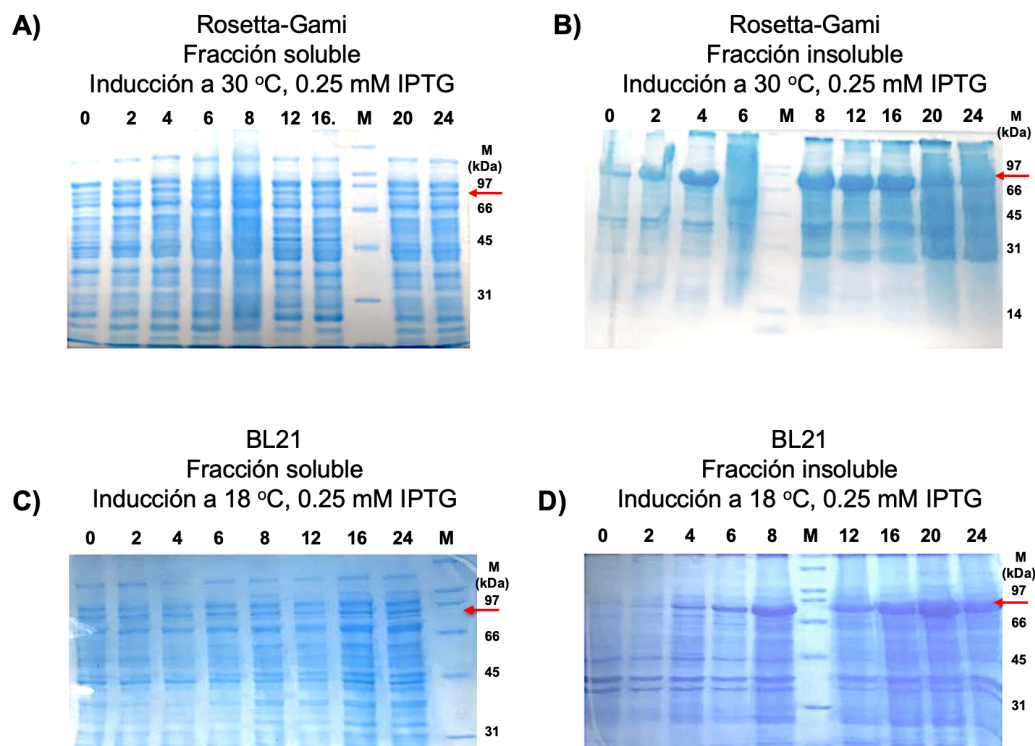 A)
Rosetta-Gami
Fracción soluble
Inducción a 30 ºC, 0.25 mM IPTG
0 2 4 6 8 12 16. M 20 24
M
(kDa)
97
66
45
31
B)
Rosetta-Gami
Fracción insoluble
Inducción a 30 ºC, 0.25 mM IPTG
0 2 4 6 M 8 12 16 20 24
M
(kDa)
97
66
45
31
14
C)
BL21
Fracción soluble
Inducción a 18 ºC, 0.25 mM IPTG
0 2 4 6 8 12 16 24 M
M
(kDa)
97
66
45
31
D)
BL21
Fracción insoluble
Inducción a 18 ºC, 0.25 mM IPTG
0 2 4 6 8 M 12 16 20 24
M
(kDa)
97
66
45
31